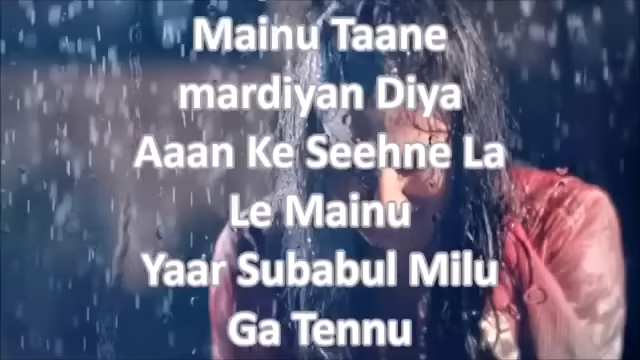 Mainu Taane
mardiyan Diya
Aaan Ke Seehne La
Le Mainu
Yaar Subabul Milu
Ga Tennu